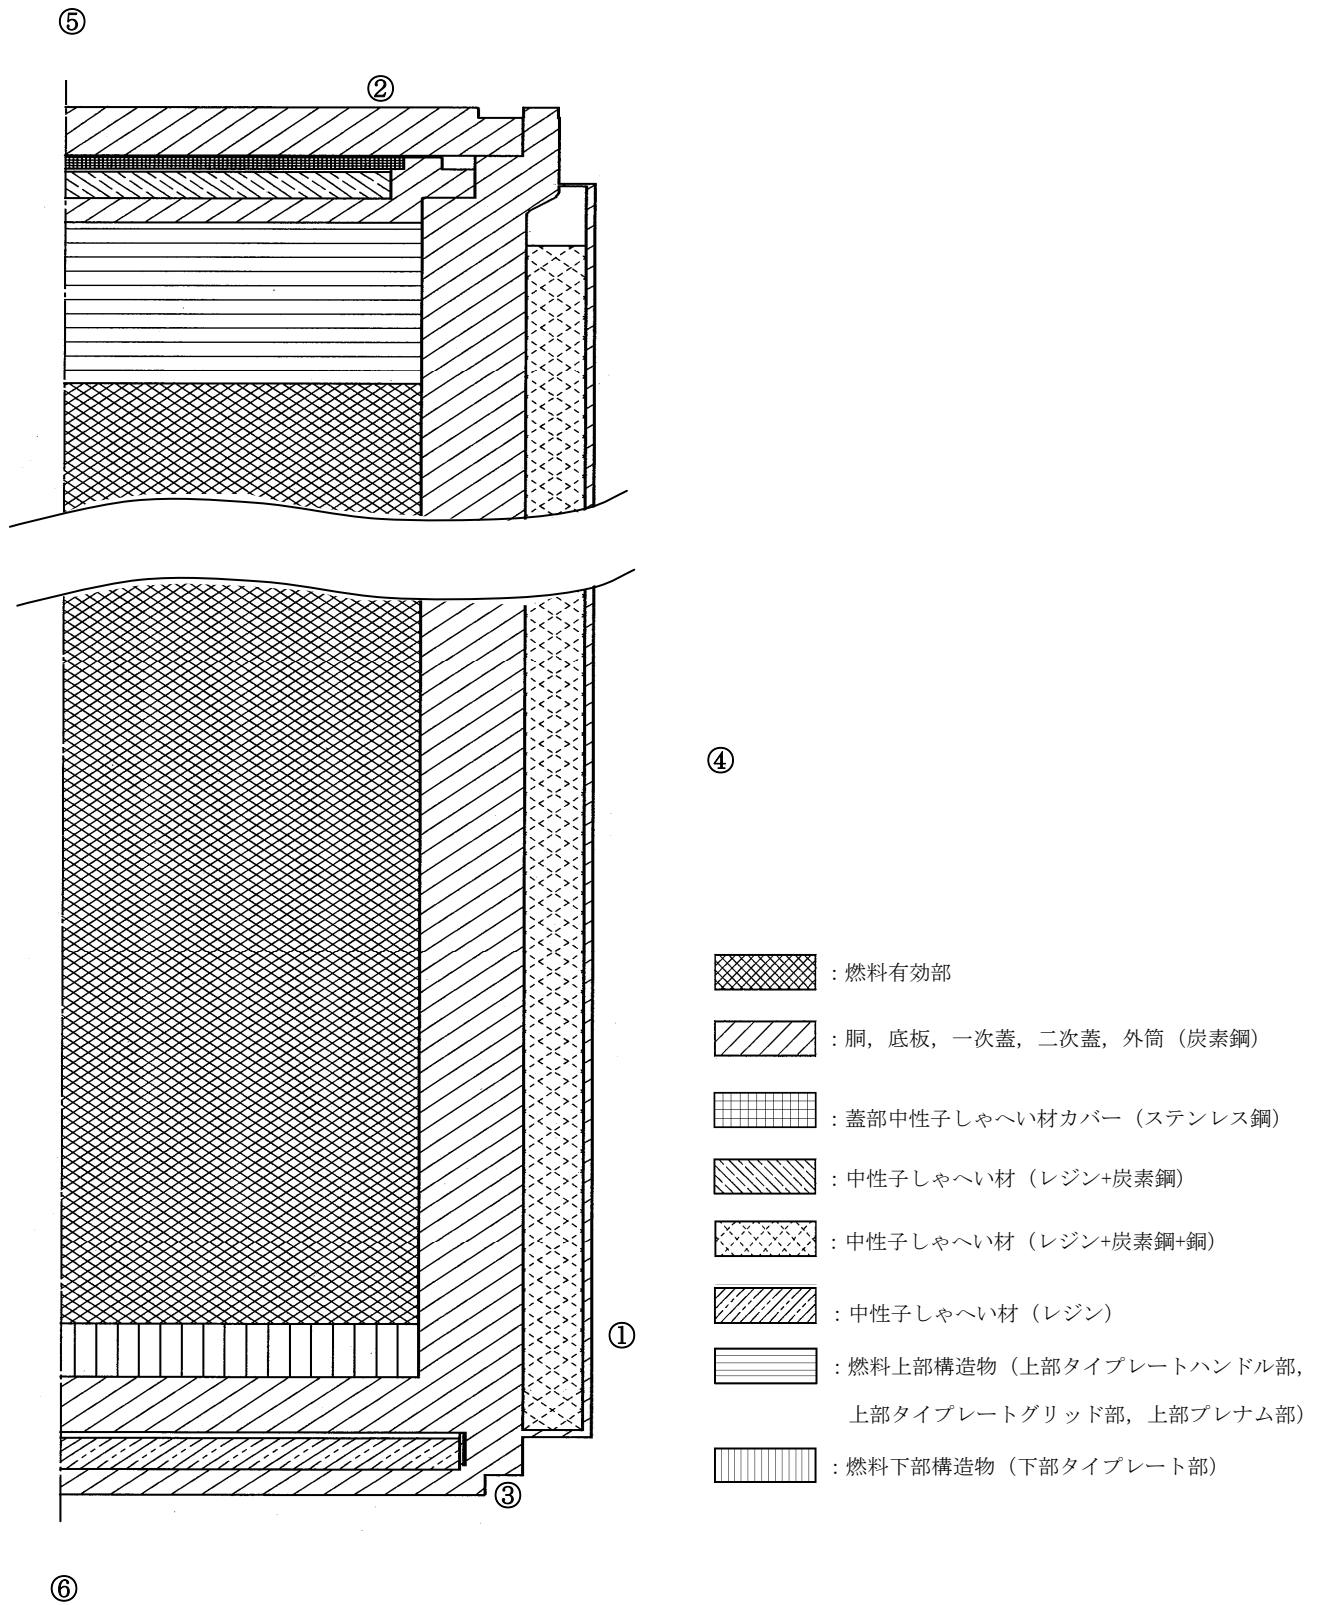 ⑤
②
④
：燃料有効部
：胴，底板，一次蓋，二次蓋，外筒（炭素鋼）
：蓋部中性子しゃへい材カバー（ステンレス鋼）
：中性子しゃへい材（レジン+炭素鋼）
：中性子しゃへい材（レジン+炭素鋼+銅）
：中性子しゃへい材（レジン）
①
：燃料上部構造物（上部タイプレートハンドル部，
上部タイプレートグリッド部，上部プレナム部）
：燃料下部構造物（下部タイプレート部）
③
⑥